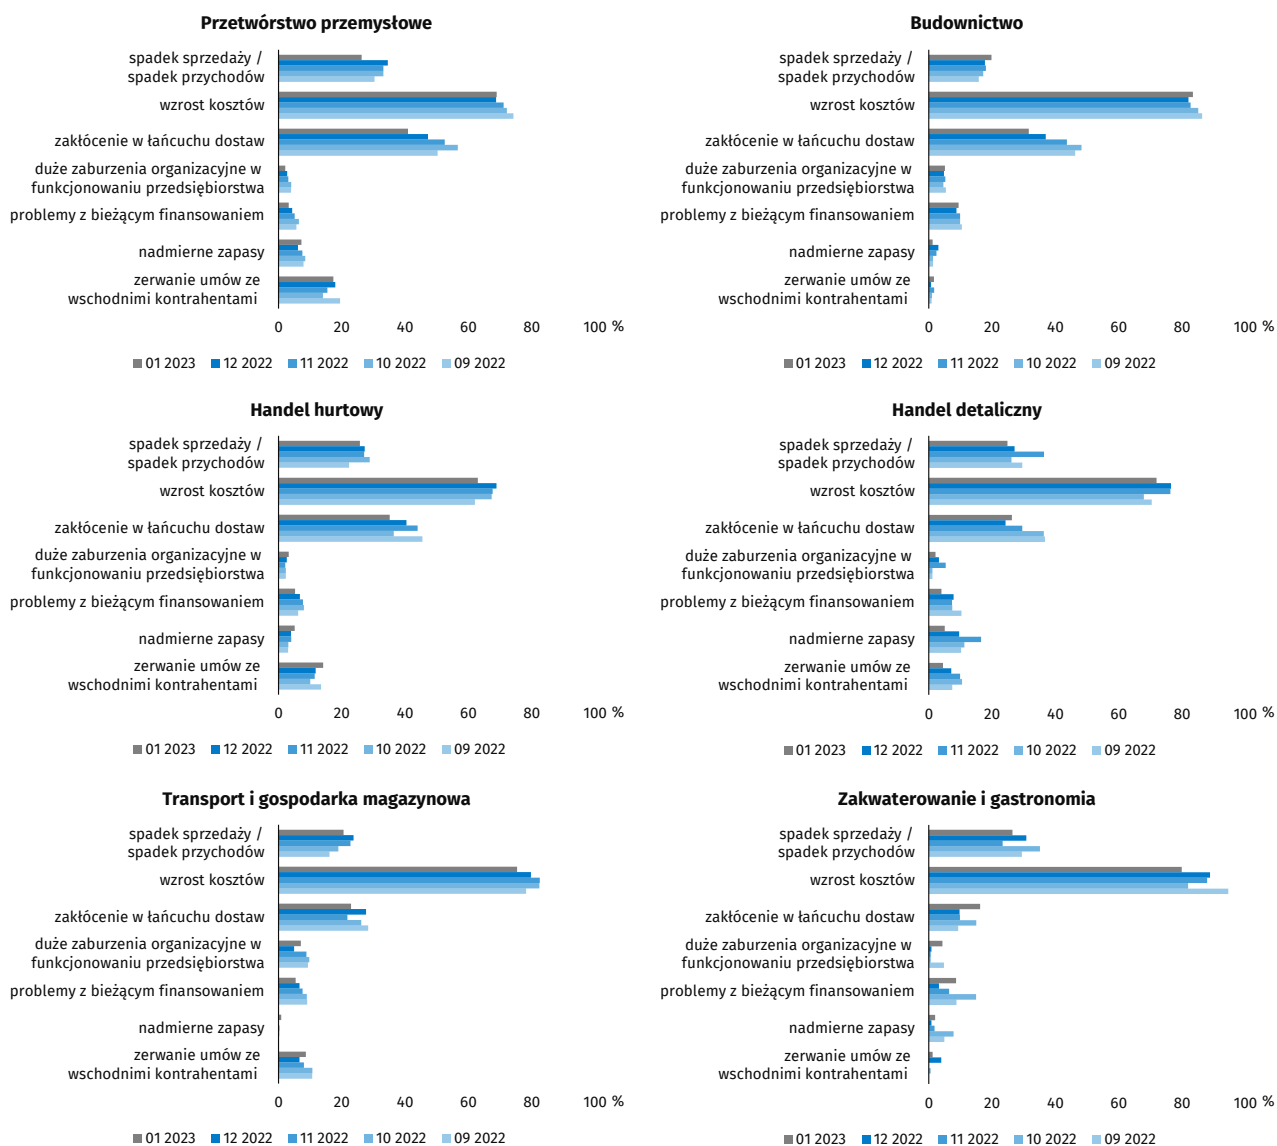 Przetwórstwo przemysłowe
spadek sprzedaży /
spadek przychodów
wzrost kosztów
zakłócenie w łańcuchu dostaw
duże zaburzenia organizacyjne w
funkcjonowaniu przedsiębiorstwa
problemy z bieżącym finansowaniem
nadmierne zapasy
zerwanie umów ze
wschodnimi kontrahentami
0 20 40 60 80 100 %
01 2023 12 2022 11 2022 10 2022 09 2022
Budownictwo
spadek sprzedaży /
spadek przychodów
wzrost kosztów
zakłócenie w łańcuchu dostaw
duże zaburzenia organizacyjne w
funkcjonowaniu przedsiębiorstwa
problemy z bieżącym finansowaniem
nadmierne zapasy
zerwanie umów ze
wschodnimi kontrahentami
0 20 40 60 80 100 %
01 2023 12 2022 11 2022 10 2022 09 2022
Handel hurtowy
spadek sprzedaży /
spadek przychodów
wzrost kosztów
zakłócenie w łańcuchu dostaw
duże zaburzenia organizacyjne w
funkcjonowaniu przedsiębiorstwa
problemy z bieżącym finansowaniem
nadmierne zapasy
zerwanie umów ze
wschodnimi kontrahentami
0 20 40 60 80 100 %
01 2023 12 2022 11 2022 10 2022 09 2022
Handel detaliczny
spadek sprzedaży /
spadek przychodów
wzrost kosztów
zakłócenie w łańcuchu dostaw
duże zaburzenia organizacyjne w
funkcjonowaniu przedsiębiorstwa
problemy z bieżącym finansowaniem
nadmierne zapasy
zerwanie umów ze
wschodnimi kontrahentami
0 20 40 60 80 100 %
01 2023 12 2022 11 2022 10 2022 09 2022
Transport i gospodarka magazynowa
spadek sprzedaży /
spadek przychodów
wzrost kosztów
zakłócenie w łańcuchu dostaw
duże zaburzenia organizacyjne w
funkcjonowaniu przedsiębiorstwa
problemy z bieżącym finansowaniem
nadmierne zapasy
zerwanie umów ze
wschodnimi kontrahentami
0 20 40 60 80 100 %
01 2023 12 2022 11 2022 10 2022 09 2022
Zakwaterowanie i gastronomia
spadek sprzedaży /
spadek przychodów
wzrost kosztów
zakłócenie w łańcuchu dostaw
duże zaburzenia organizacyjne w
funkcjonowaniu przedsiębiorstwa
problemy z bieżącym finansowaniem
nadmierne zapasy
zerwanie umów ze
wschodnimi kontrahentami
0 20 40 60 80 100 %
01 2023 12 2022 11 2022 10 2022 09 2022